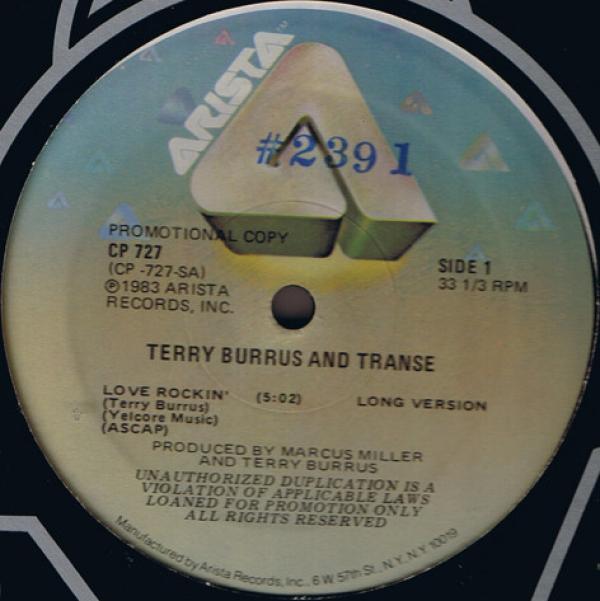 ARISTA™
#2391
PROMOTIONAL COPY
CP 727
(CP -727-SA)
Ⓟ1983 ARISTA
RECORDS, INC.
SIDE 1
33 1/3 RPM
TERRY BURRUS AND TRANSE
LOVE ROCKIN' (5:02) LONG VERSION
(Terry Burrus)
(Yelcore Music)
(ASCAP)
PRODUCED BY MARCUS MILLER
AND TERRY BURRUS
UNAUTHORIZED DUPLICATION IS A
VIOLATION OF APPLICABLE LAWS
LOANED FOR PROMOTION ONLY
ALL RIGHTS RESERVED
Manufactured by Arista Records, Inc., 6 W. 57th St., N.Y., N.Y. 10019